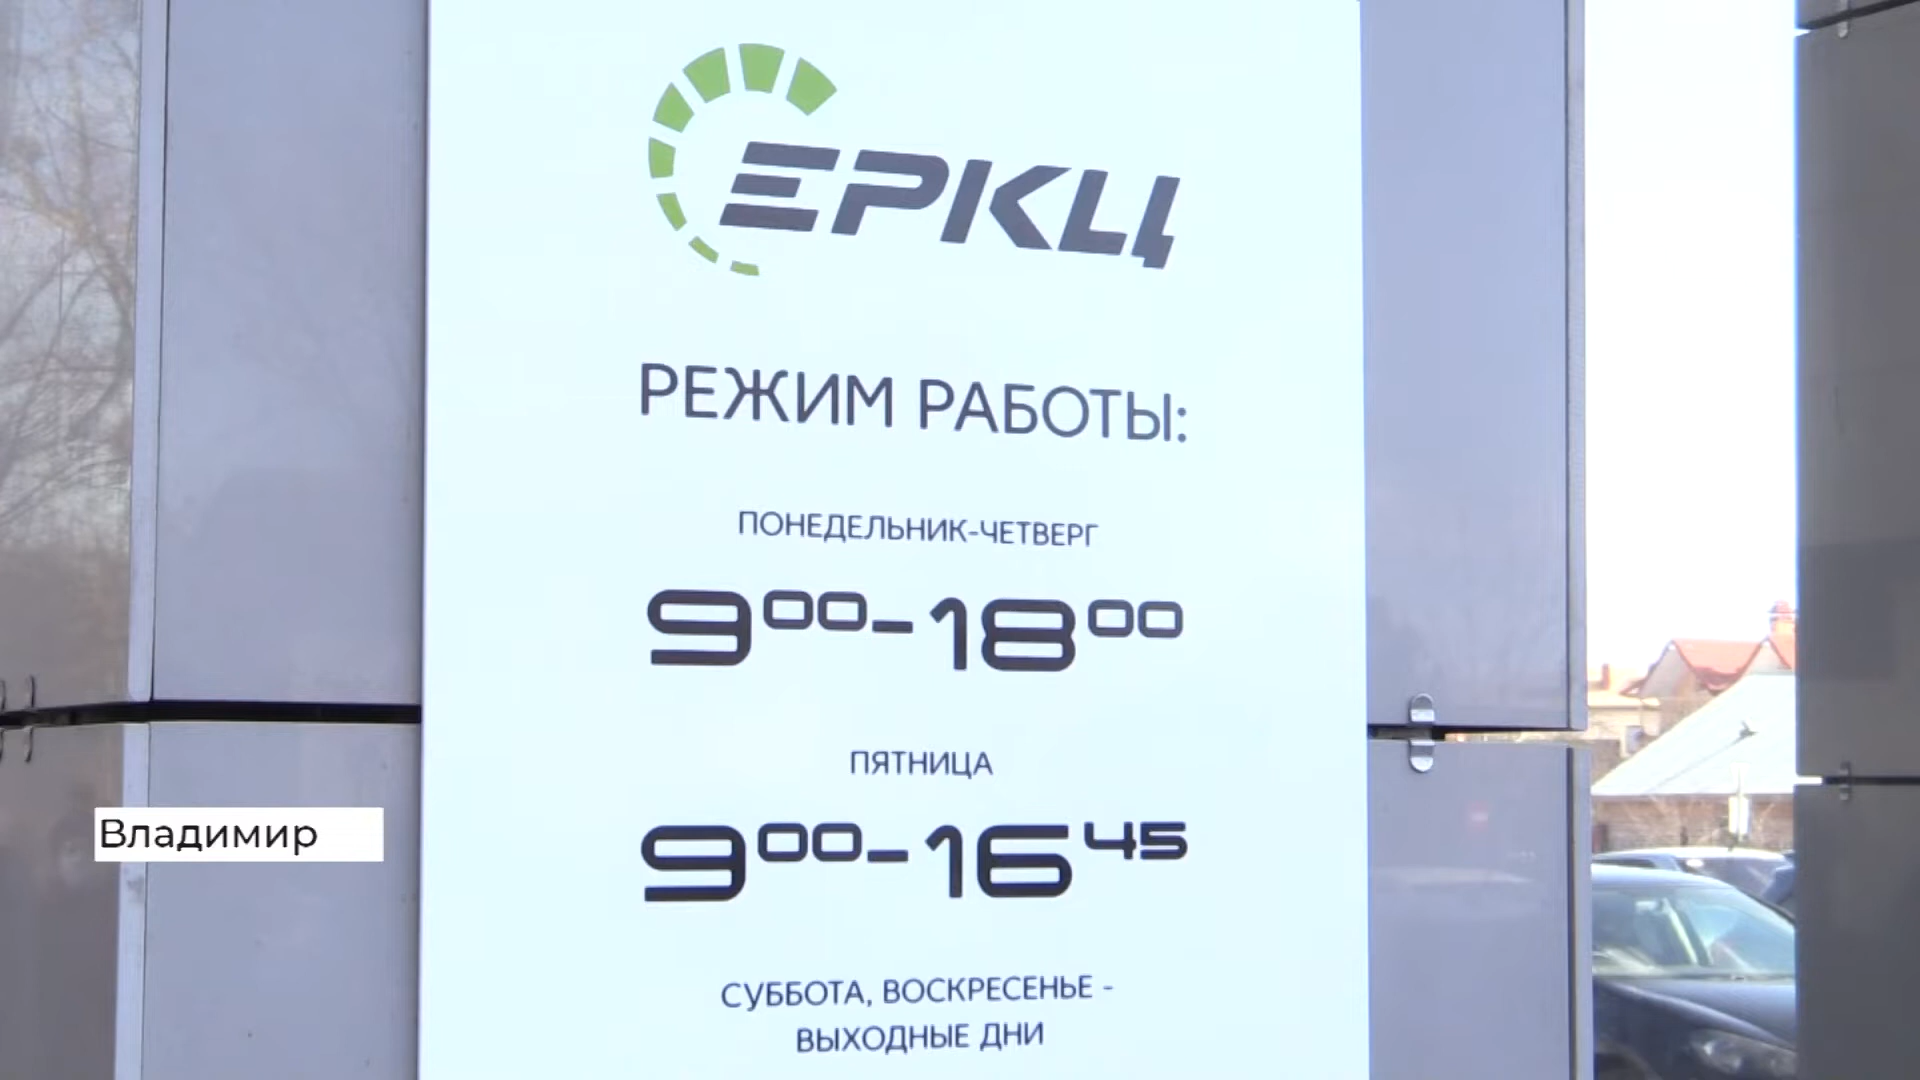 ЕРКЦ
РЕЖИМ РАБОТЫ:
ПОНЕДЕЛЬНИК-ЧЕТВЕРГ
9⁰⁰-18⁰⁰
ПЯТНИЦА
9⁰⁰-16⁴⁵
СУББОТА, ВОСКРЕСЕНЬЕ -
ВЫХОДНЫЕ ДНИ
Владимир